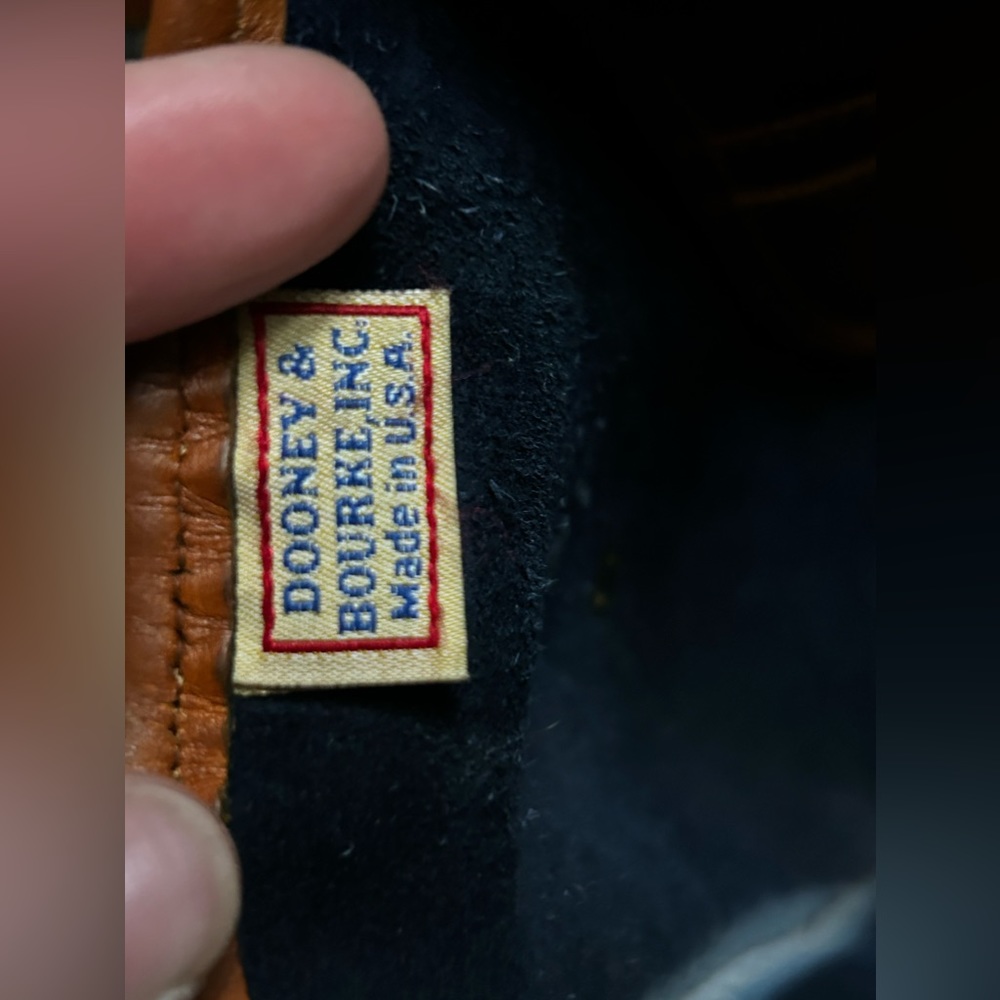 DOONEY &
BOURKE, INC.
Made in U.S.A.